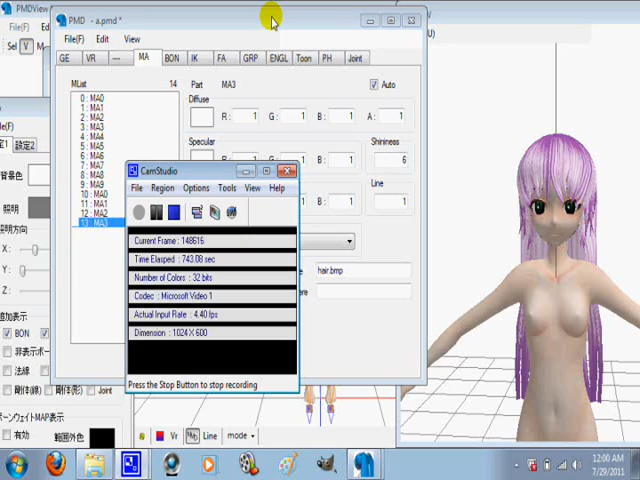 PMDView
PMD - a.pmd *
File(F) Edit View
GE VR --- MA BON IK FA GRP ENGL Toon PH Joint
Sel V
MList 14 Part MA3 Auto
Diffuse
R: 1 G: 1 B: 1 A: 1
Specular Shininess
1 1 6
Line
1 1 1
hair.bmp
0 : MA0
1 : MA1
2 : MA2
3 : MA3
4 : MA4
5 : MA5
6 : MA6
7 : MA7
8 : MA8
9 : MA9
10 : MA0
11 : MA1
12 : MA2
13 : MA3
CamStudio
File Region Options Tools View Help
Current Frame : 148616
Time Elasped : 743.08 sec
Number of Colors : 32 bits
Codec : Microsoft Video 1
Actual Input Rate : 4.40 fps
Dimension : 1024 X 600
Press the Stop Button to stop recording
設定2
背景色
照明
照明方向
X:
Y:
Z:
追加表示
BON
非表示ボー
法線
剛体(線) 剛体(形) Joint
ボーンウェイトMAP表示
有効 範囲外色
Vr Wb Line mode
12:00 AM
7/29/2011